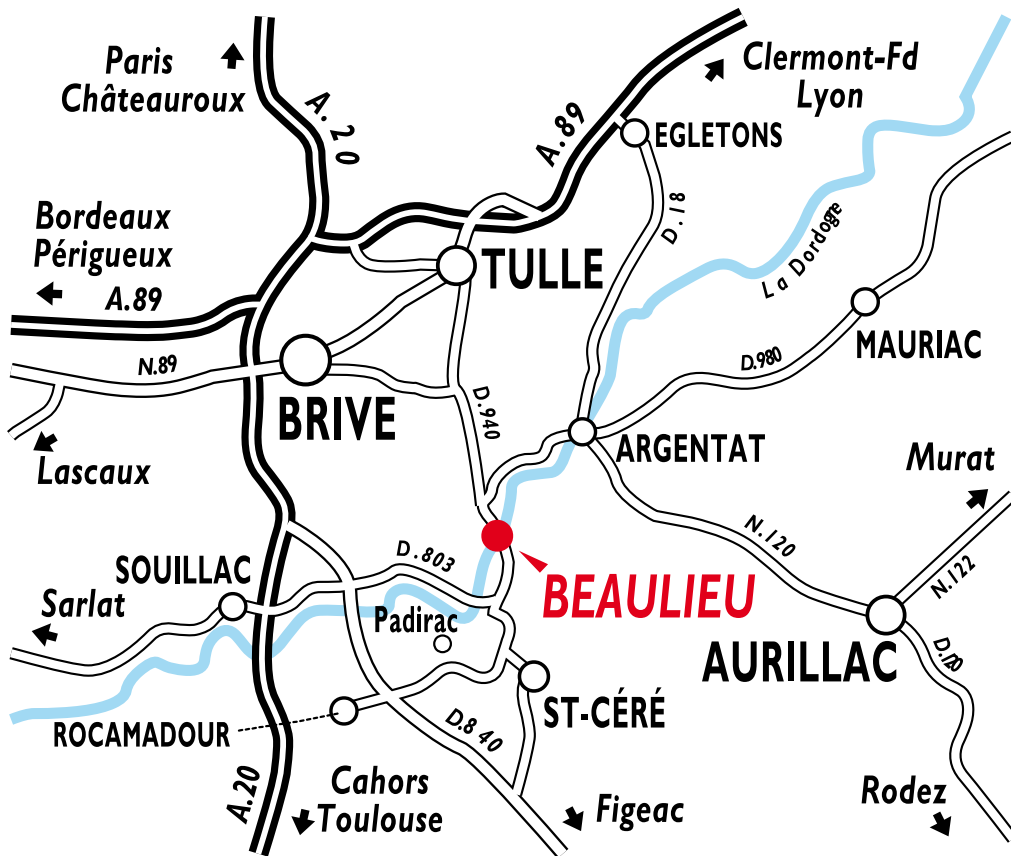 Paris
Châteauroux
A. 2 0
A.89
Clermont-Fd
Lyon
EGLETONS
Bordeaux
Périgueux
A.89
TULLE
D. 18
La Dordogne
MAURIAC
N.89
D.980
BRIVE
D.940
Lascaux
ARGENTAT
Murat
N.120
N.122
SOUILLAC
D.803
BEAULIEU
Sarlat
Padirac
AURILLAC
ST-CÉRÉ
ROCAMADOUR
D.8 40
A.20
Cahors
Toulouse
Figeac
Rodez